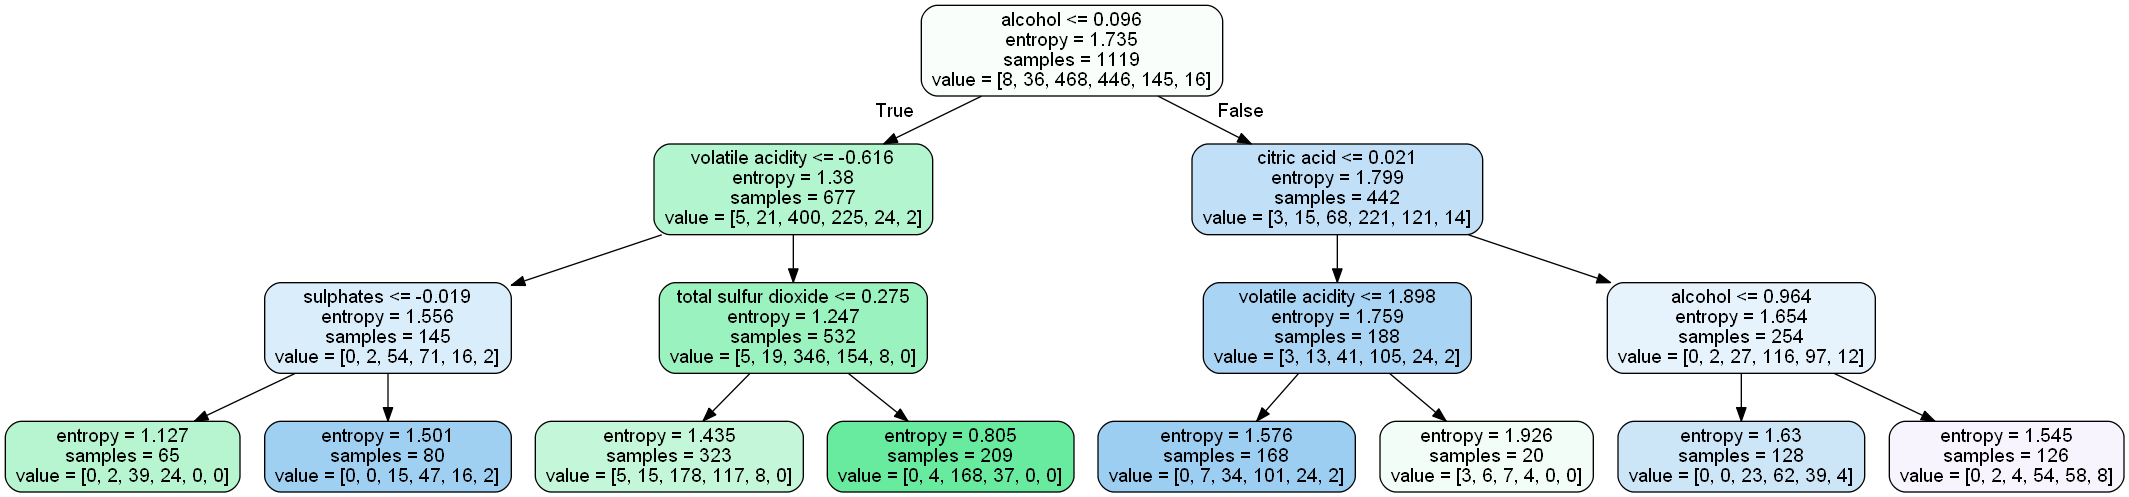 alcohol <= 0.096
entropy = 1.735
samples = 1119
value = [8, 36, 468, 446, 145, 16]
True
False
volatile acidity <= -0.616
entropy = 1.38
samples = 677
value = [5, 21, 400, 225, 24, 2]
citric acid <= 0.021
entropy = 1.799
samples = 442
value = [3, 15, 68, 221, 121, 14]
sulphates <= -0.019
entropy = 1.556
samples = 145
value = [0, 2, 54, 71, 16, 2]
total sulfur dioxide <= 0.275
entropy = 1.247
samples = 532
value = [5, 19, 346, 154, 8, 0]
volatile acidity <= 1.898
entropy = 1.759
samples = 188
value = [3, 13, 41, 105, 24, 2]
alcohol <= 0.964
entropy = 1.654
samples = 254
value = [0, 2, 27, 116, 97, 12]
entropy = 1.127
samples = 65
value = [0, 2, 39, 24, 0, 0]
entropy = 1.501
samples = 80
value = [0, 0, 15, 47, 16, 2]
entropy = 1.435
samples = 323
value = [5, 15, 178, 117, 8, 0]
entropy = 0.805
samples = 209
value = [0, 4, 168, 37, 0, 0]
entropy = 1.576
samples = 168
value = [0, 7, 34, 101, 24, 2]
entropy = 1.926
samples = 20
value = [3, 6, 7, 4, 0, 0]
entropy = 1.63
samples = 128
value = [0, 0, 23, 62, 39, 4]
entropy = 1.545
samples = 126
value = [0, 2, 4, 54, 58, 8]